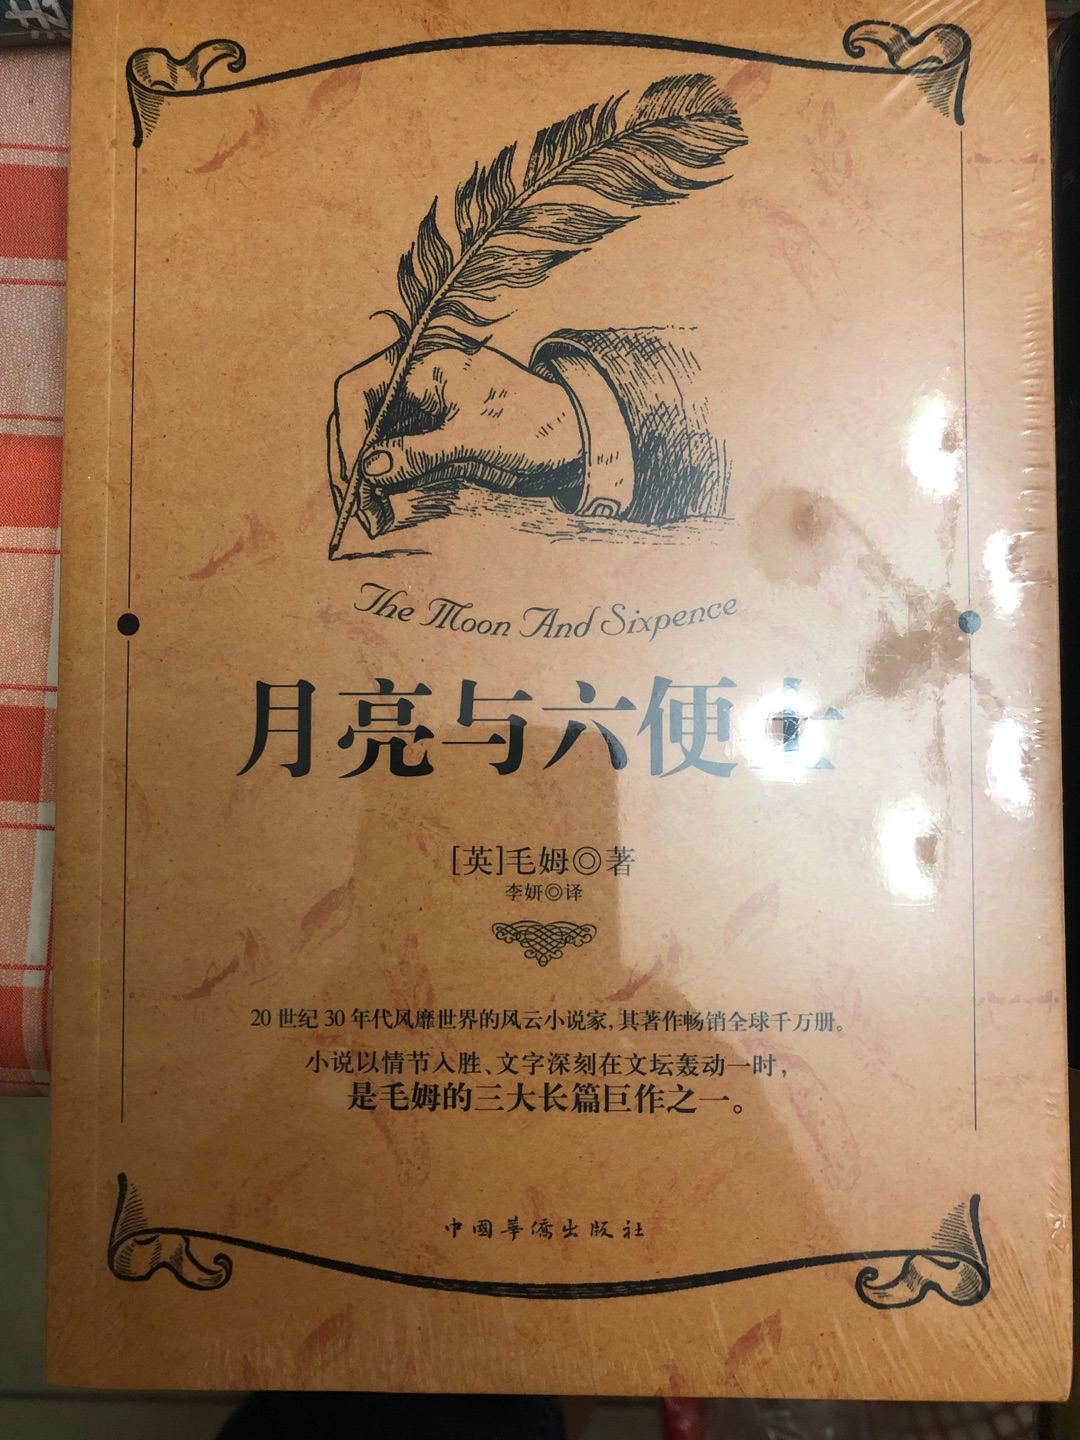 The Moon And Sixpence
月亮与六便士
[英]毛姆◎著
李妍◎译
20世纪30年代风靡世界的风云小说家,其著作畅销全球千万册。
小说以情节入胜、文字深刻在文坛轰动一时,
是毛姆的三大长篇巨作之一。
中國華僑出版社